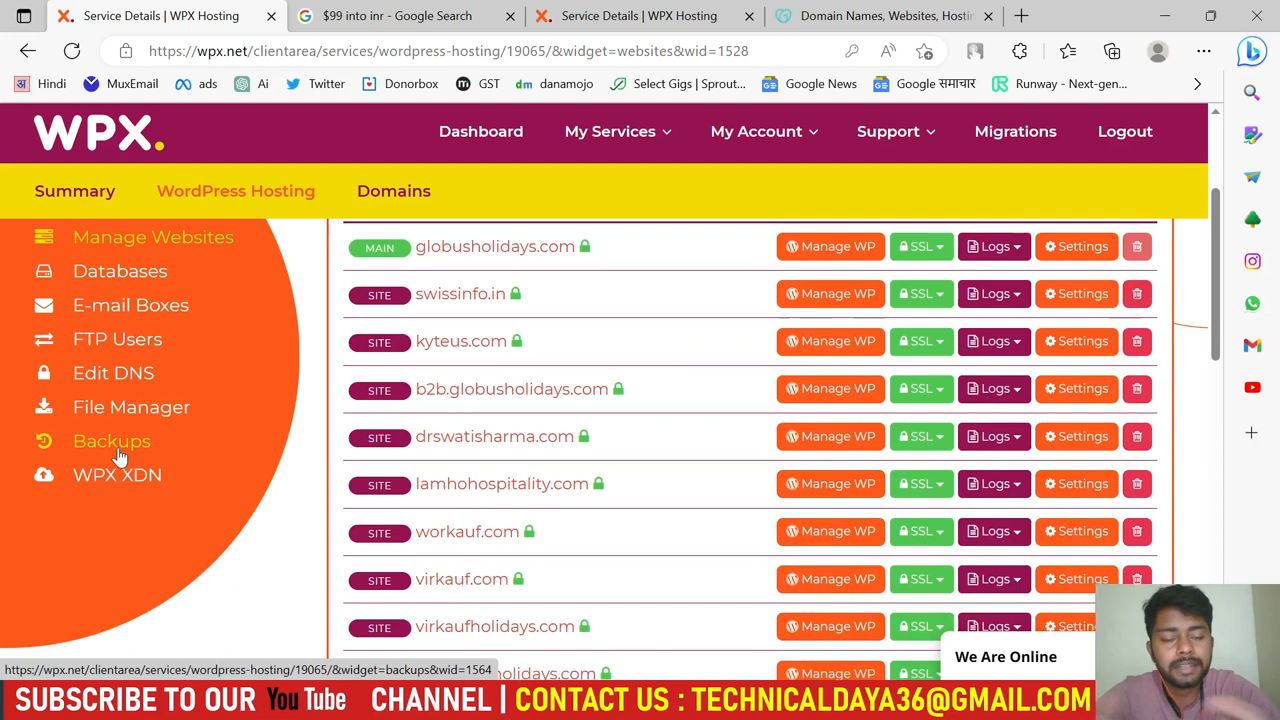 Service Details | WPX Hosting
$99 into inr - Google Search
Service Details | WPX Hosting
Domain Names, Websites, Hostin
https://wpx.net/clientarea/services/wordpress-hosting/19065/&widget=websites&wid=1528
अ Hindi
MuxEmail
ads
Ai
Twitter
Donorbox
m GST
dm danamojo
Select Gigs | Sprout...
Google News
Google समाचार
Runway - Next-gen...
WPX.
Dashboard
My Services
My Account
Support
Migrations
Logout
Summary
WordPress Hosting
Domains
Manage Websites
Databases
E-mail Boxes
FTP Users
Edit DNS
File Manager
Backups
WPX XDN
MAIN globusholidays.com Manage WP SSL Logs Settings
SITE swissinfo.in Manage WP SSL Logs Settings
SITE kyteus.com Manage WP SSL Logs Settings
SITE b2b.globusholidays.com Manage WP SSL Logs Settings
SITE drswatisharma.com Manage WP SSL Logs Settings
SITE lamhohospitality.com Manage WP SSL Logs Settings
SITE workauf.com Manage WP SSL Logs Settings
SITE virkauf.com Manage WP SSL Logs Settings
SITE virkaufholidays.com Manage WP SSL Logs Settin
holidays.com Manage WP
We Are Online
https://wpx.net/clientarea/services/wordpress-hosting/19065/&widget=backups&wid=1564
SUBSCRIBE TO OUR YouTube CHANNEL | CONTACT US : TECHNICALDAYA36@GMAIL.COM